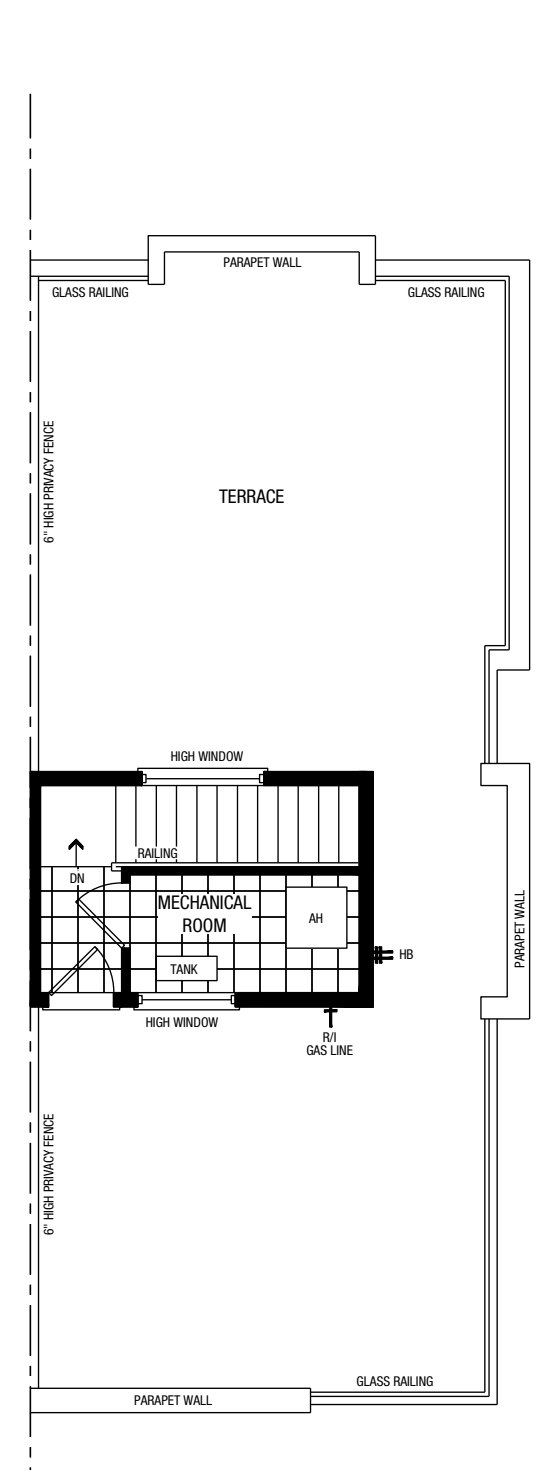 PARAPET WALL
GLASS RAILING
GLASS RAILING
6" HIGH PRIVACY FENCE
TERRACE
HIGH WINDOW
RAILING
DN
MECHANICAL
ROOM
AH
TANK
HB
PARAPET WALL
HIGH WINDOW
R/I
GAS LINE
6" HIGH PRIVACY FENCE
GLASS RAILING
PARAPET WALL